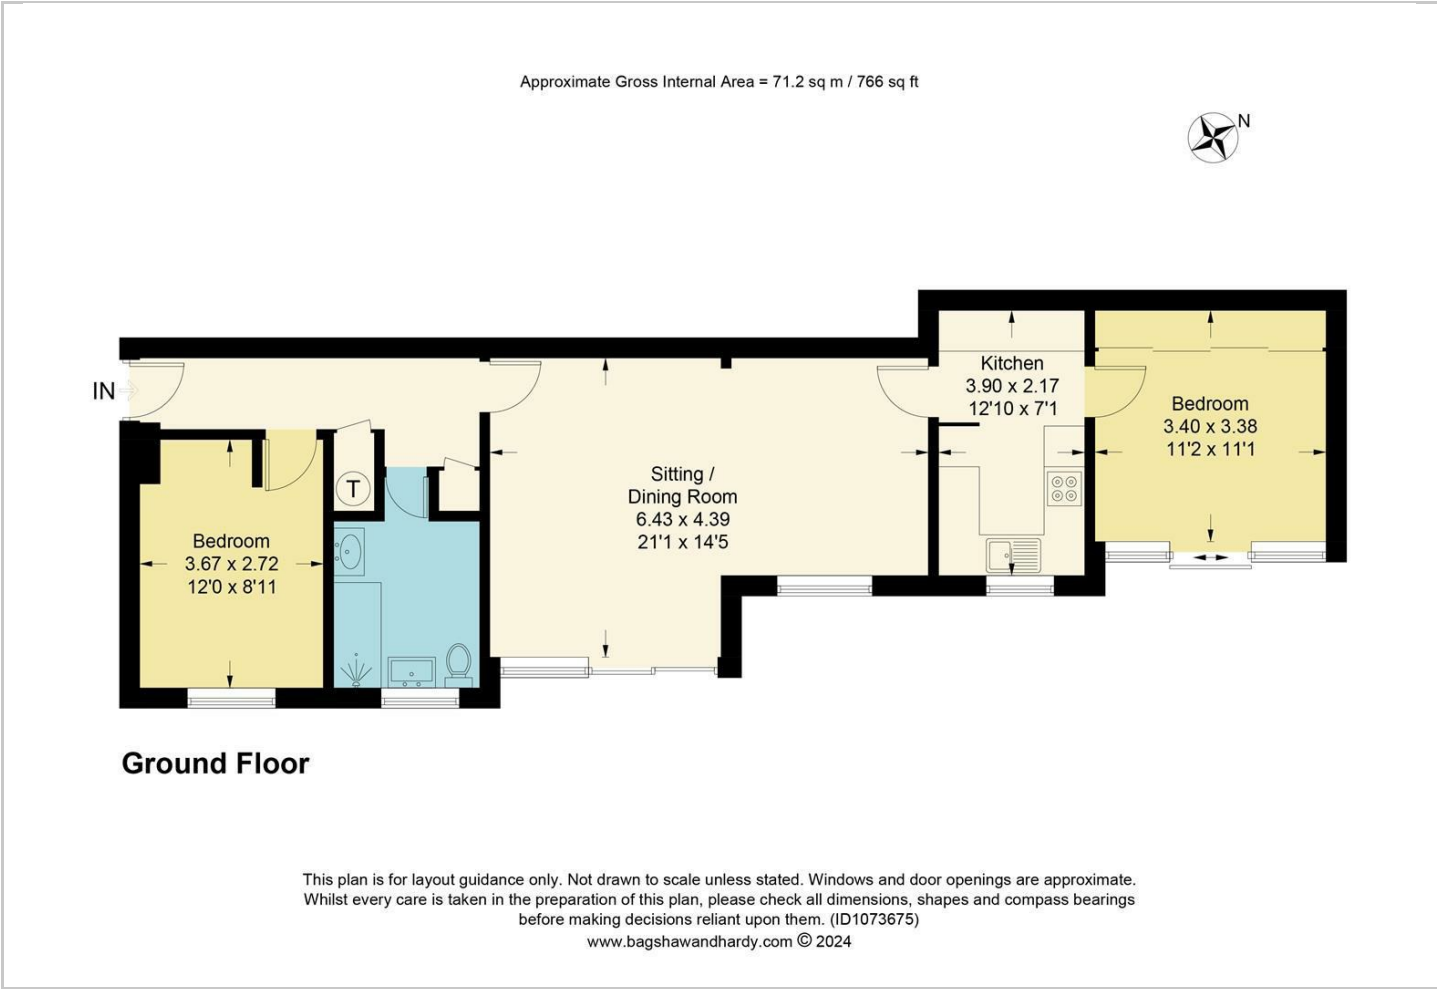 Approximate Gross Internal Area = 71.2 sq m / 766 sq ft
N
IN
Kitchen
3.90 x 2.17
12'10 x 7'1
Bedroom
3.40 x 3.38
11'2 x 11'1
Sitting /
Dining Room
6.43 x 4.39
21'1 x 14'5
T
Bedroom
3.67 x 2.72
12'0 x 8'11
Ground Floor
This plan is for layout guidance only. Not drawn to scale unless stated. Windows and door openings are approximate.
Whilst every care is taken in the preparation of this plan, please check all dimensions, shapes and compass bearings
before making decisions reliant upon them. (ID1073675)
www.bagshawandhardy.com © 2024